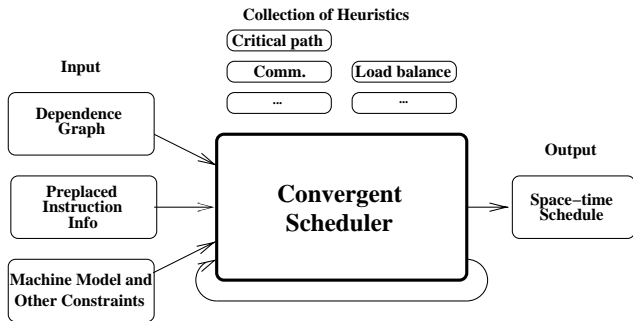 Collection of Heuristics
Critical path
Input
Comm.
Load balance
...
...
Dependence
Graph
Output
Preplaced
Instruction
Info
Convergent
Scheduler
Space-time
Schedule
Machine Model and
Other Constraints